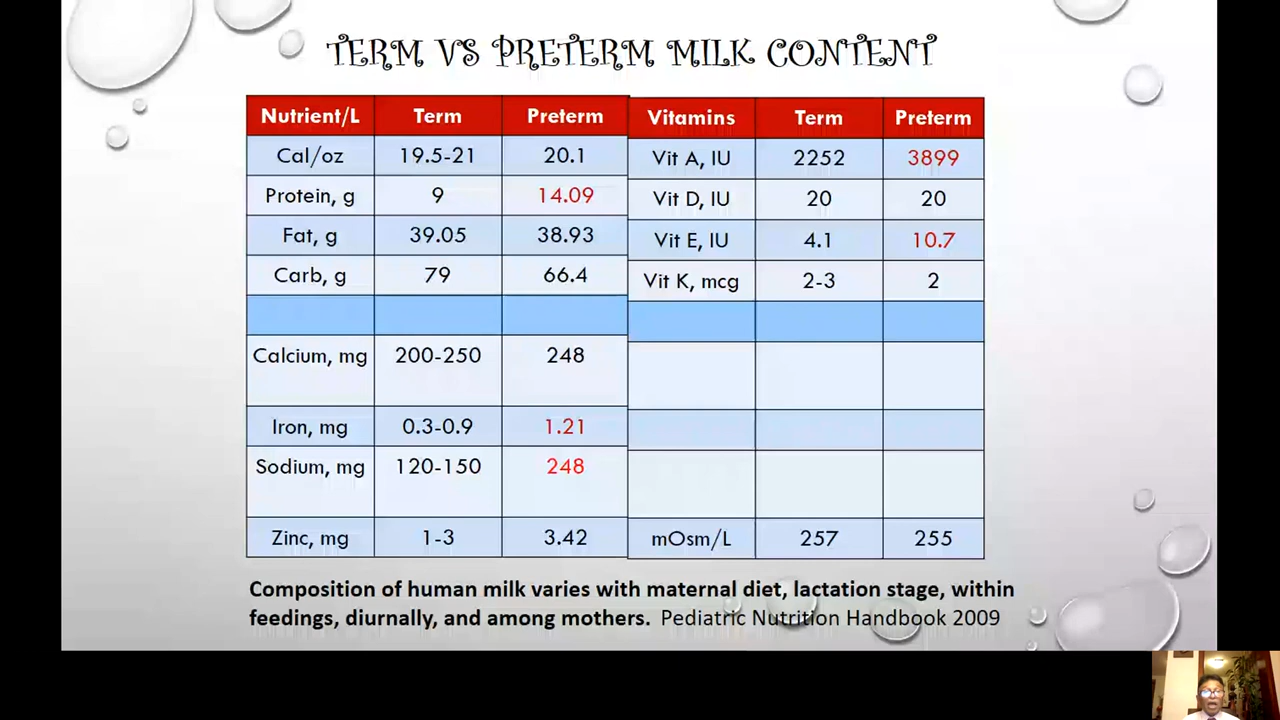 TERM VS PRETERM MILK CONTENT
Nutrient/L Term Preterm Vitamins Term Preterm
Cal/oz 19.5-21 20.1 Vit A, IU 2252 3899
Protein, g 9 14.09 Vit D, IU 20 20
Fat, g 39.05 38.93 Vit E, IU 4.1 10.7
Carb, g 79 66.4 Vit K, mcg 2-3 2
Calcium, mg 200-250 248
Iron, mg 0.3-0.9 1.21
Sodium, mg 120-150 248
Zinc, mg 1-3 3.42 mOsm/L 257 255
Composition of human milk varies with maternal diet, lactation stage, within
feedings, diurnally, and among mothers. Pediatric Nutrition Handbook 2009